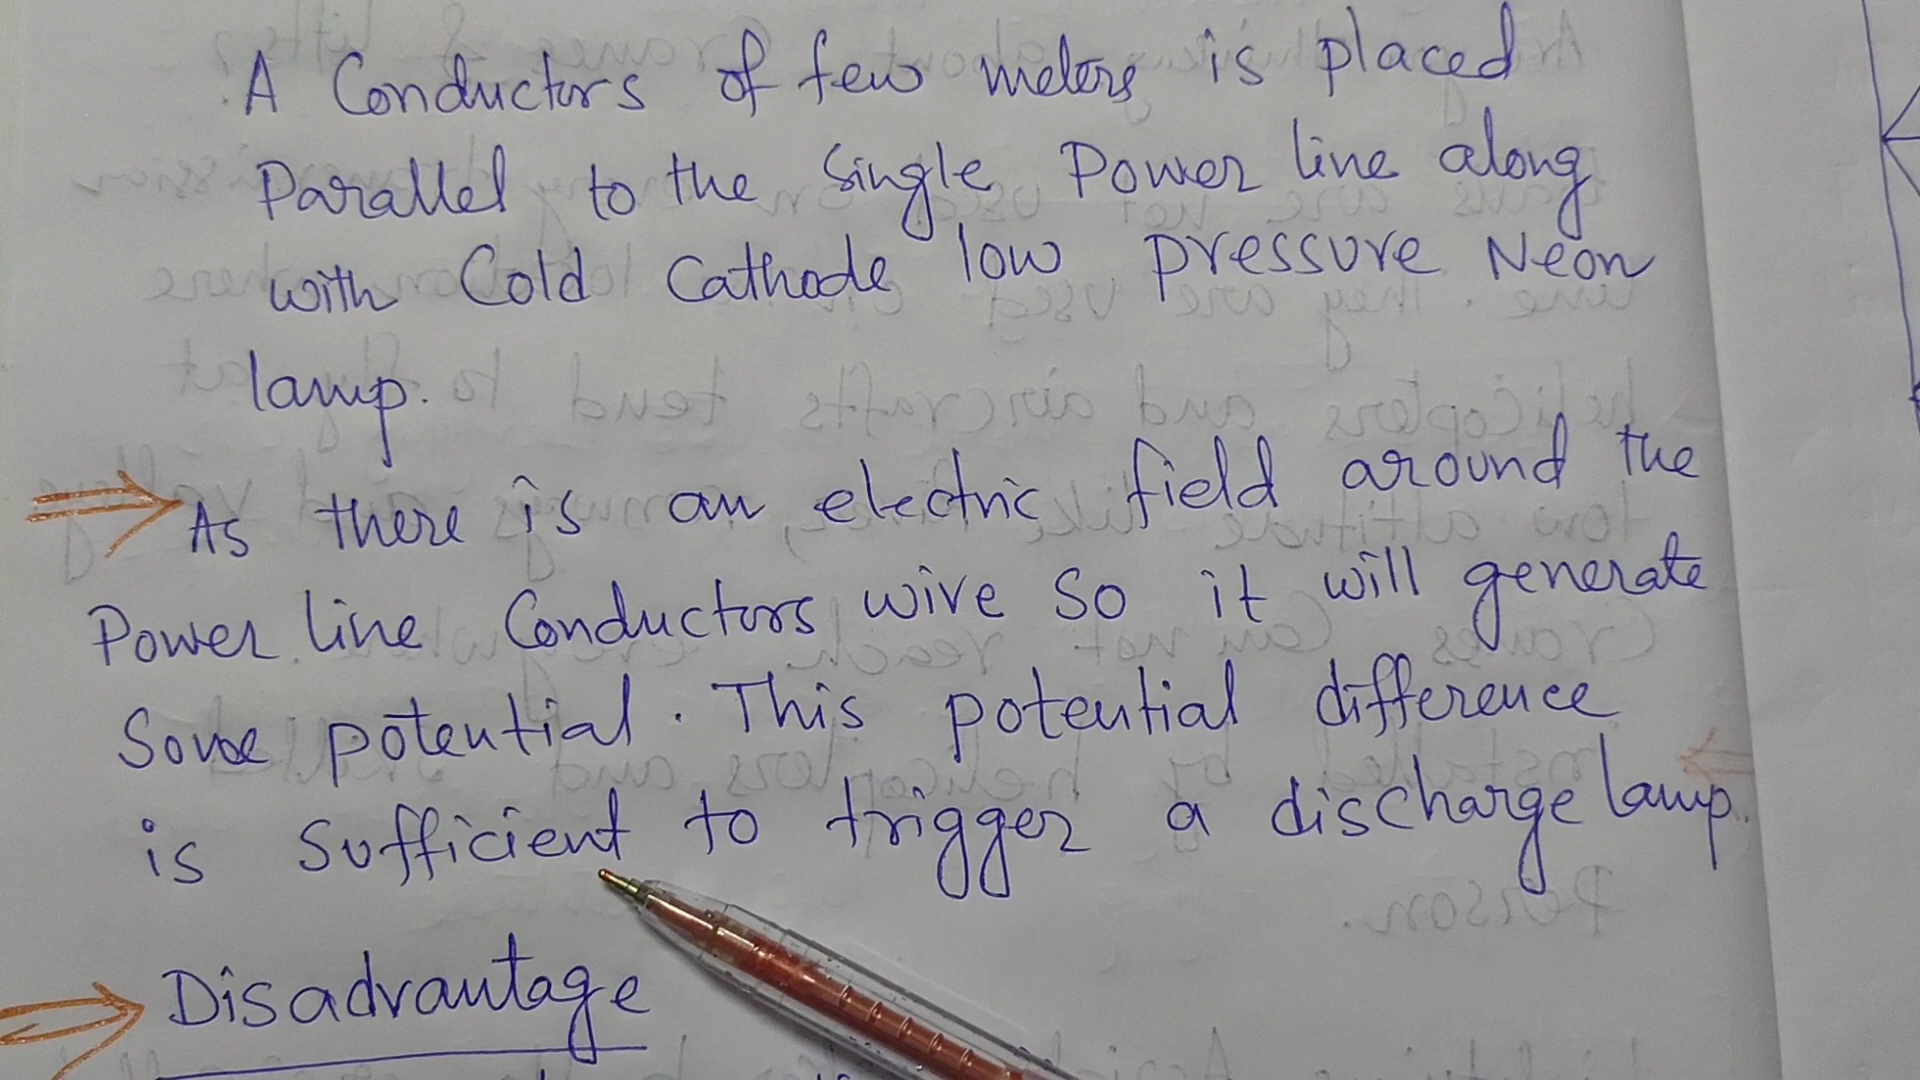 A Conductors of few meters is placed
Parallel to the single Power line along
with Cold Cathode low pressure Neon
lamp.
As there is an electric field around the
Power line Conductors wire so it will generate
Some potential. This potential difference
is sufficient to trigger a discharge lamp.
Disadvantage